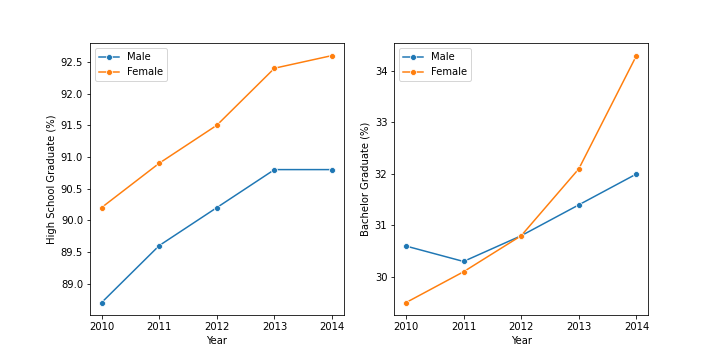 Male
Female
92.5
92.0
91.5
91.0
90.5
90.0
89.5
89.0
High School Graduate (%)
2010 2011 2012 2013 2014
Year
Male
Female
34
33
32
31
30
Bachelor Graduate (%)
2010 2011 2012 2013 2014
Year